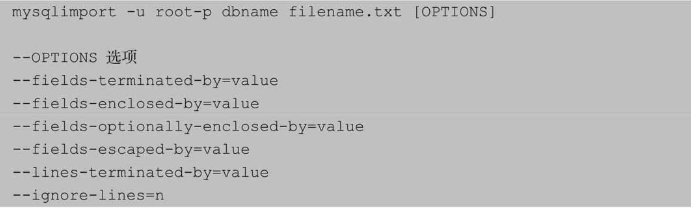 mysqlimport -u root-p dbname filename.txt [OPTIONS]
--OPTIONS 选项
--fields-terminated-by=value
--fields-enclosed-by=value
--fields-optionally-enclosed-by=value
--fields-escaped-by=value
--lines-terminated-by=value
--ignore-lines=n